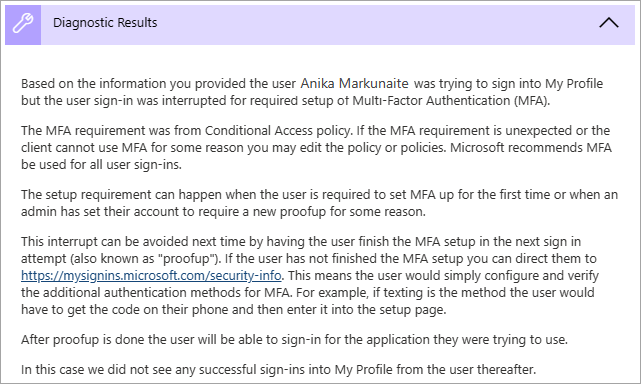 Diagnostic Results
Based on the information you provided the user Anika Markunaite was trying to sign into My Profile
but the user sign-in was interrupted for required setup of Multi-Factor Authentication (MFA).
The MFA requirement was from Conditional Access policy. If the MFA requirement is unexpected or the
client cannot use MFA for some reason you may edit the policy or policies. Microsoft recommends MFA
be used for all user sign-ins.
The setup requirement can happen when the user is required to set MFA up for the first time or when an
admin has set their account to require a new proofup for some reason.
This interrupt can be avoided next time by having the user finish the MFA setup in the next sign in
attempt (also known as "proofup"). If the user has not finished the MFA setup you can direct them to
https://mysignins.microsoft.com/security-info. This means the user would simply configure and verify
the additional authentication methods for MFA. For example, if texting is the method the user would
have to get the code on their phone and then enter it into the setup page.
After proofup is done the user will be able to sign-in for the application they were trying to use.
In this case we did not see any successful sign-ins into My Profile from the user thereafter.